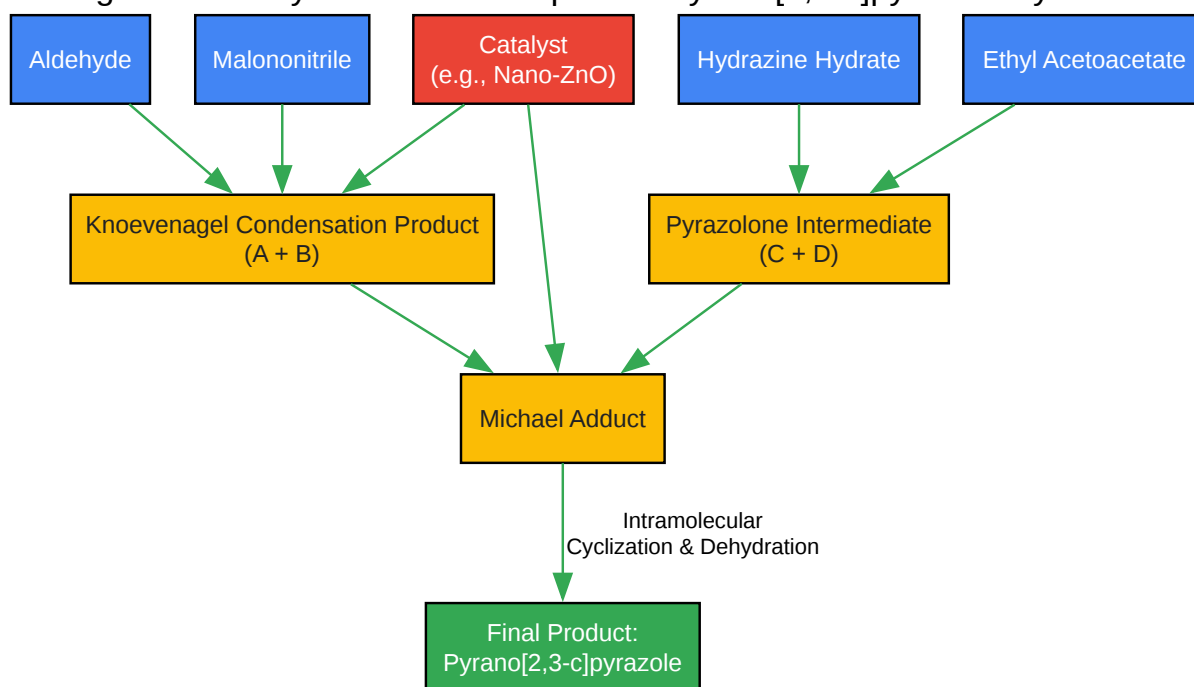 Aldehyde
Malononitrile
Catalyst
(e.g., Nano-ZnO)
Hydrazine Hydrate
Ethyl Acetoacetate
Knoevenagel Condensation Product
(A + B)
Pyrazolone Intermediate
(C + D)
Michael Adduct
Intramolecular
Cyclization & Dehydration
Final Product:
Pyrano[2,3-c]pyrazole